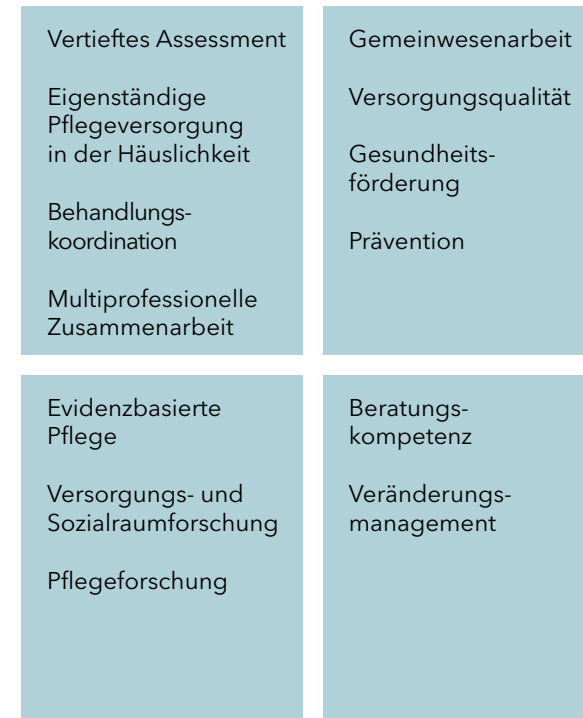 Vertieftes Assessment
Eigenständige
Pflegeversorgung
in der Häuslichkeit
Behandlungs-
koordination
Multiprofessionelle
Zusammenarbeit
Gemeinwesenarbeit
Versorgungsqualität
Gesundheits-
förderung
Prävention
Evidenzbasierte
Pflege
Versorgungs- und
Sozialraumforschung
Pflegeforschung
Beratungs-
kompetenz
Veränderungs-
management